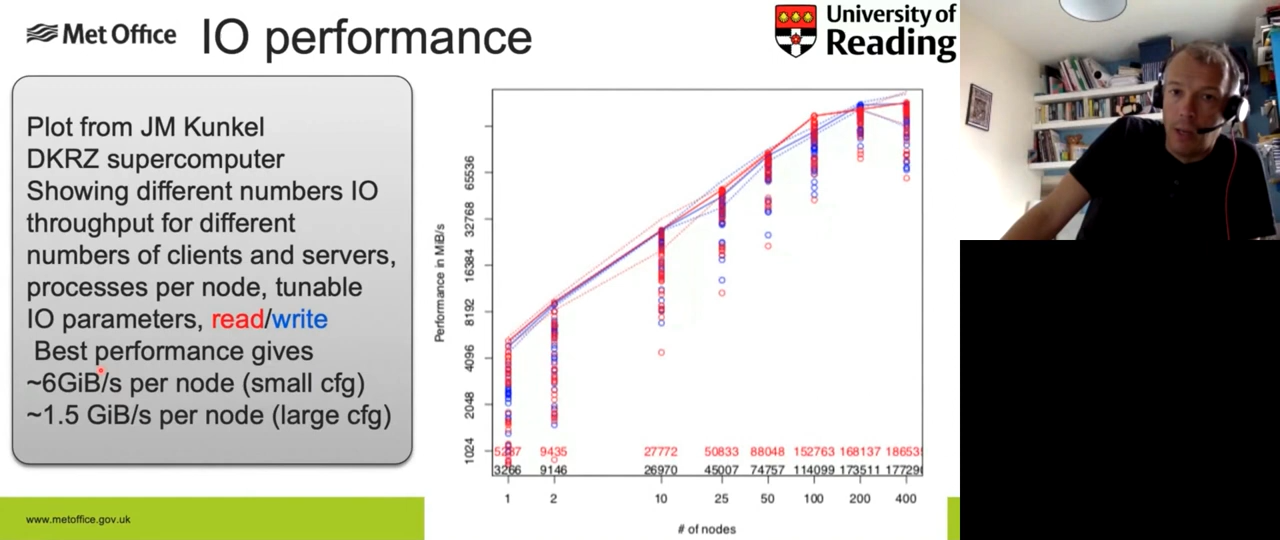 Met Office
IO performance
University of
Reading
Plot from JM Kunkel
DKRZ supercomputer
Showing different numbers IO
throughput for different
numbers of clients and servers,
processes per node, tunable
IO parameters, read/write
Best performance gives
~6GiB/s per node (small cfg)
~1.5 GiB/s per node (large cfg)
Performance in MiB/s
65536
32768
16384
8192
4096
2048
1024
9435 27772 50833 88048 152763 168137
3266 9146 26970 45007 74757 114099 173511
1 2 10 25 50 100 200 400
# of nodes
www.metoffice.gov.uk